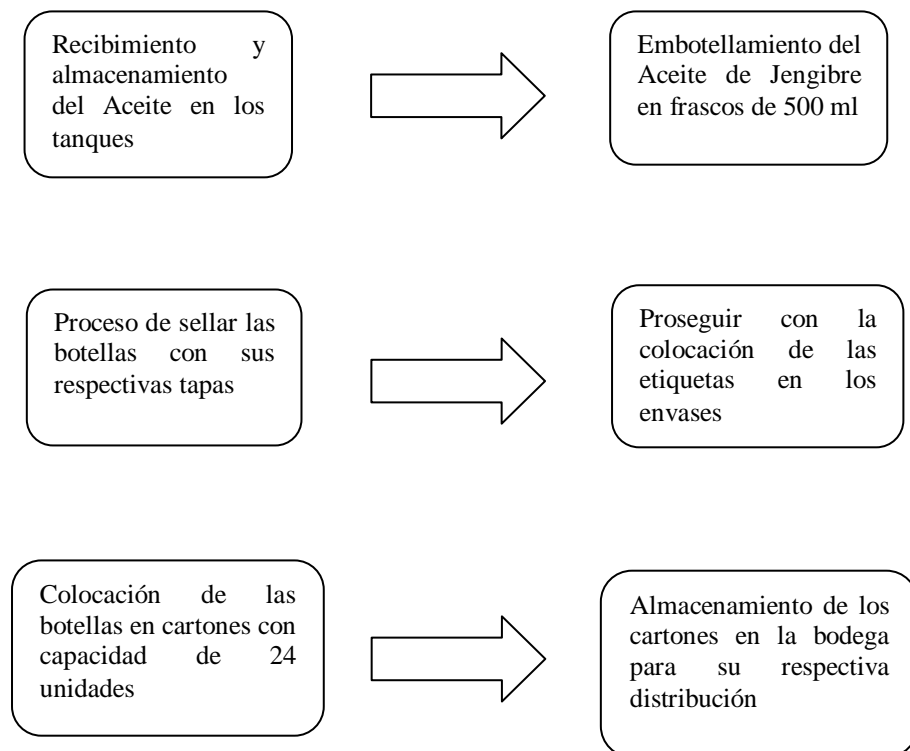 Recibimiento y
almacenamiento
del Aceite en los
tanques
Embotellamiento del
Aceite de Jengibre
en frascos de 500 ml
Proceso de sellar las
botellas con sus
respectivas tapas
Proseguir con la
colocación de las
etiquetas en los
envases
Colocación de las
botellas en cartones con
capacidad de 24
unidades
Almacenamiento de los
cartones en la bodega
para su respectiva
distribución